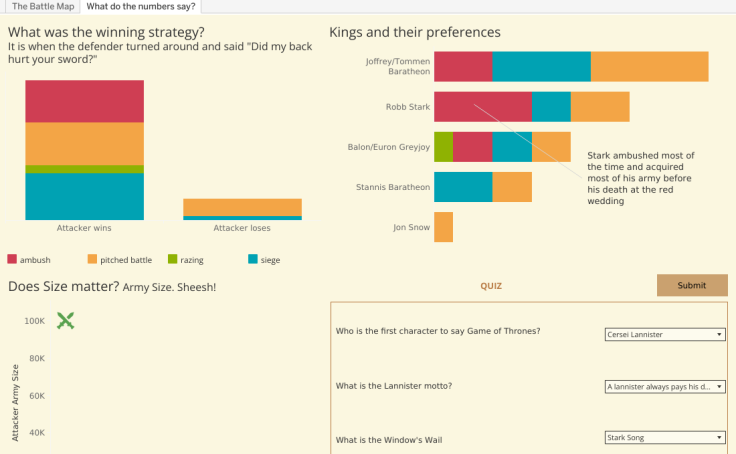 The Battle Map
What do the numbers say?
What was the winning strategy?
It is when the defender turned around and said "Did my back
hurt your sword?"
Attacker wins
Attacker loses
ambush
pitched battle
razing
siege
Kings and their preferences
Joffrey/Tommen
Baratheon
Robb Stark
Balon/Euron Greyjoy
Stannis Baratheon
Jon Snow
Stark ambushed most of
the time and acquired
most of his army before
his death at the red
wedding
Does Size matter? Army Size. Sheesh!
100K
80K
60K
40K
Attacker Army Size
QUIZ
Submit
Who is the first character to say Game of Thrones?
Cersei Lannister
What is the Lannister motto?
A lannister always pays his d...
What is the Window's Wail
Stark Song